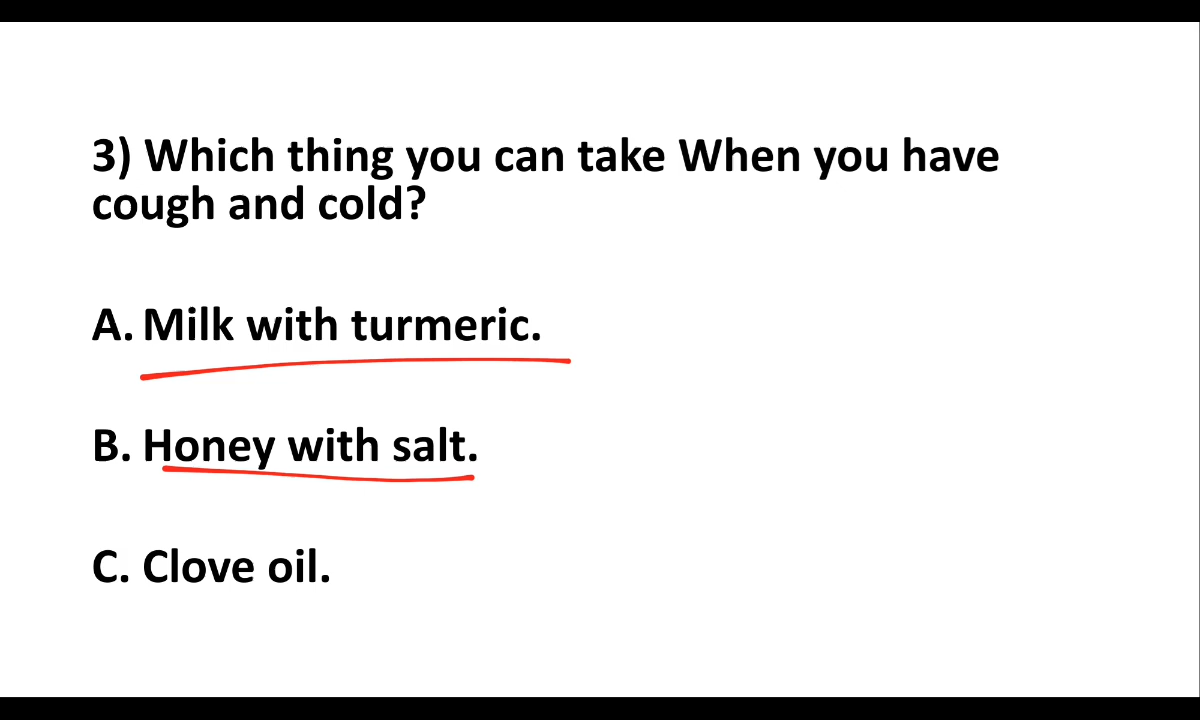 3) Which thing you can take When you have
cough and cold?
A. Milk with turmeric.
B. Honey with salt.
C. Clove oil.